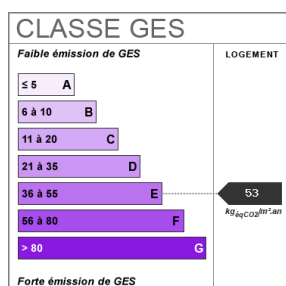 CLASSE GES
Faible émission de GES
LOGEMENT
≤ 5 A
6 à 10 B
11 à 20 C
21 à 35 D
36 à 55 E
53
kgéqCO2/m².an
56 à 80 F
> 80 G
Forte émission de GES